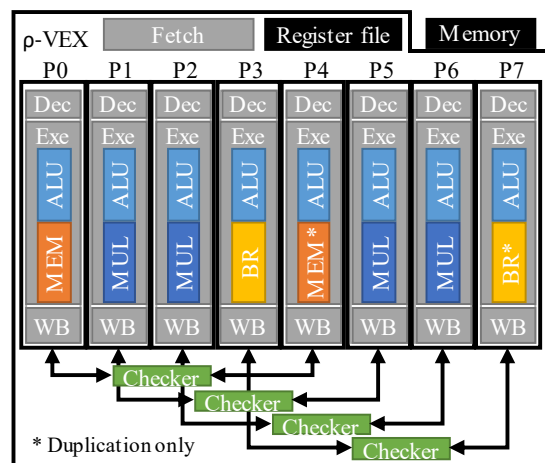 ρ-VEX Fetch Register file Memory
P0 P1 P2 P3 P4 P5 P6 P7
Dec Dec Dec Dec Dec Dec Dec Dec
Exe Exe Exe Exe Exe Exe Exe Exe
ALU ALU ALU ALU ALU ALU ALU ALU
MEM MUL MUL BR MEM* MUL MUL BR*
WB WB WB WB WB WB WB WB
Checker
Checker
Checker
Checker
* Duplication only